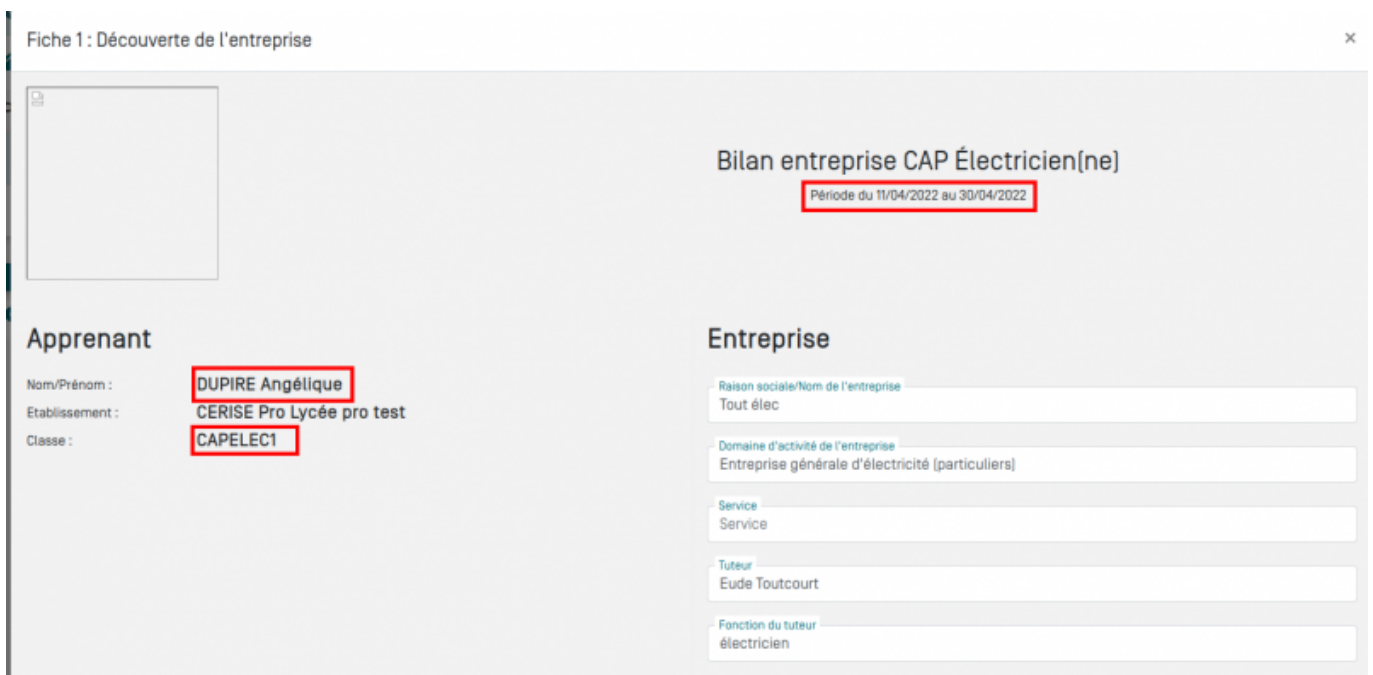 Fiche 1 : Découverte de l'entreprise
×
Bilan entreprise CAP Électricien(ne)
Période du 11/04/2022 au 30/04/2022
Apprenant
Nom/Prénom : DUPIRE Angélique
Etablissement : CERISE Pro Lycée pro test
Classe : CAPELEC1
Entreprise
Raison sociale/Nom de l'entreprise
Tout élec
Domaine d'activité de l'entreprise
Entreprise générale d'électricité (particuliers)
Service
Service
Tuteur
Eude Toutcourt
Fonction du tuteur
électricien